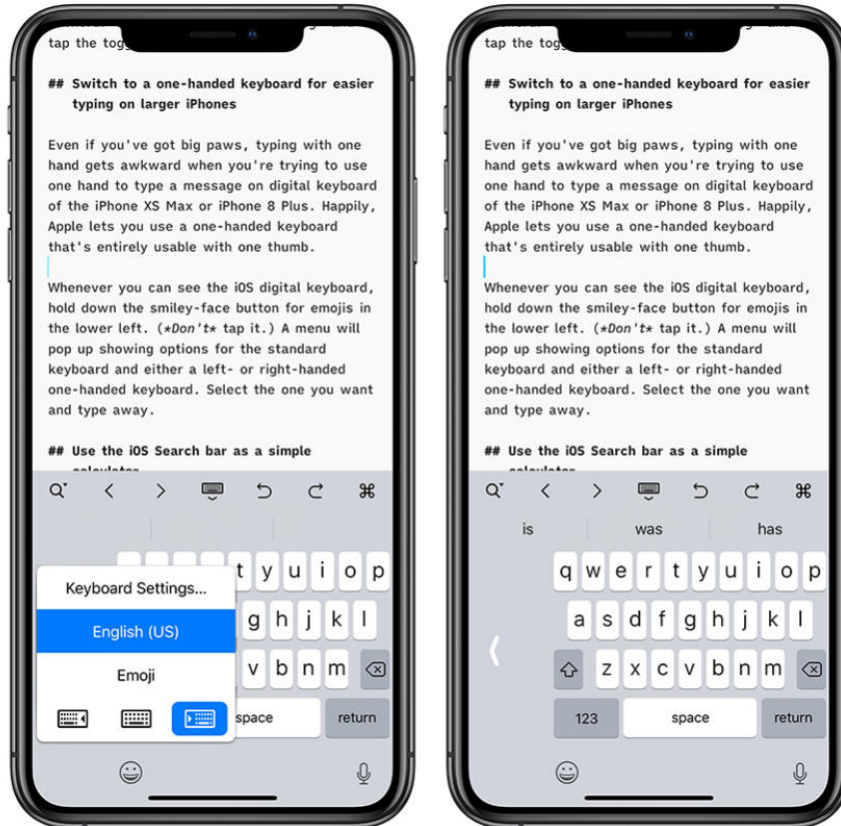 tap the tog
## Switch to a one-handed keyboard for easier
typing on larger iPhones
Even if you've got big paws, typing with one
hand gets awkward when you're trying to use
one hand to type a message on digital keyboard
of the iPhone XS Max or iPhone 8 Plus. Happily,
Apple lets you use a one-handed keyboard
that's entirely usable with one thumb.
Whenever you can see the iOS digital keyboard,
hold down the smiley-face button for emojis in
the lower left. (*Don't* tap it.) A menu will
pop up showing options for the standard
keyboard and either a left- or right-handed
one-handed keyboard. Select the one you want
and type away.
## Use the iOS Search bar as a simple
calculator
t y u i o p
Keyboard Settings...
g h j k l
English (US)
v b n m
Emoji
space return
tap the tog
## Switch to a one-handed keyboard for easier
typing on larger iPhones
Even if you've got big paws, typing with one
hand gets awkward when you're trying to use
one hand to type a message on digital keyboard
of the iPhone XS Max or iPhone 8 Plus. Happily,
Apple lets you use a one-handed keyboard
that's entirely usable with one thumb.
Whenever you can see the iOS digital keyboard,
hold down the smiley-face button for emojis in
the lower left. (*Don't* tap it.) A menu will
pop up showing options for the standard
keyboard and either a left- or right-handed
one-handed keyboard. Select the one you want
and type away.
## Use the iOS Search bar as a simple
calculator
is was has
q w e r t y u i o p
a s d f g h j k l
z x c v b n m
123 space return